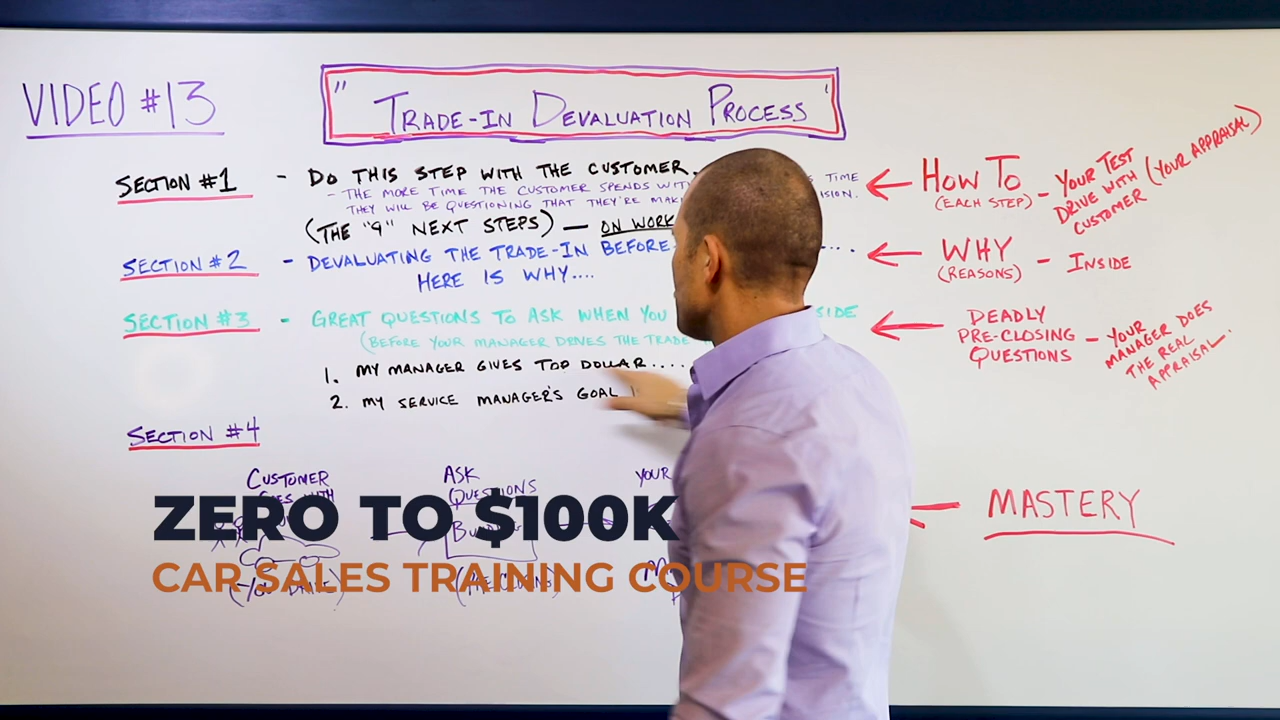 VIDEO #13
" TRADE-IN DEVALUATION PROCESS '
SECTION #1 - DO THIS STEP WITH THE CUSTOMER.
- THE MORE TIME THE CUSTOMER SPENDS WITH TIME
THEY WILL BE QUESTIONING THAT THEY'RE ISION.
(THE "9" NEXT STEPS) — ON WORK
SECTION #2 - DEVALUATING THE TRADE-IN BEFORE ....
HERE IS WHY....
SECTION #3 - GREAT QUESTIONS TO ASK WHEN YOU SIDE
(BEFORE YOUR MANAGER DRIVES THE TRADE
1. MY MANAGER GIVES TOP DOLLAR....
2. MY SERVICE MANAGER'S GOAL
SECTION #4
CUSTOMER
GOES WITH
ASK
QUESTIONS
YOUR
HOW TO
(EACH STEP)
- YOUR TEST
DRIVE WITH
CUSTOMER
(YOUR APPRAISAL)
WHY
(REASONS)
- INSIDE
DEADLY
PRE-CLOSING
QUESTIONS
- YOUR
MANAGER DOES
THE REAL
APPRAISAL.
MASTERY
ZERO TO $100K
CAR SALES TRAINING COURSE